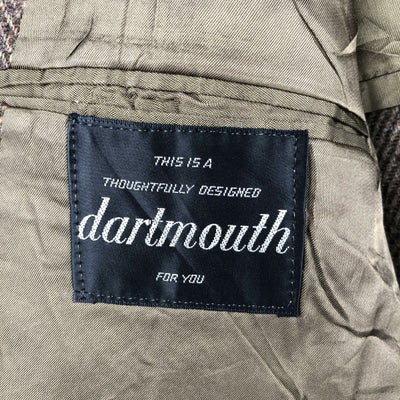 THIS IS A
THOUGHTFULLY DESIGNED
dartmouth
FOR YOU